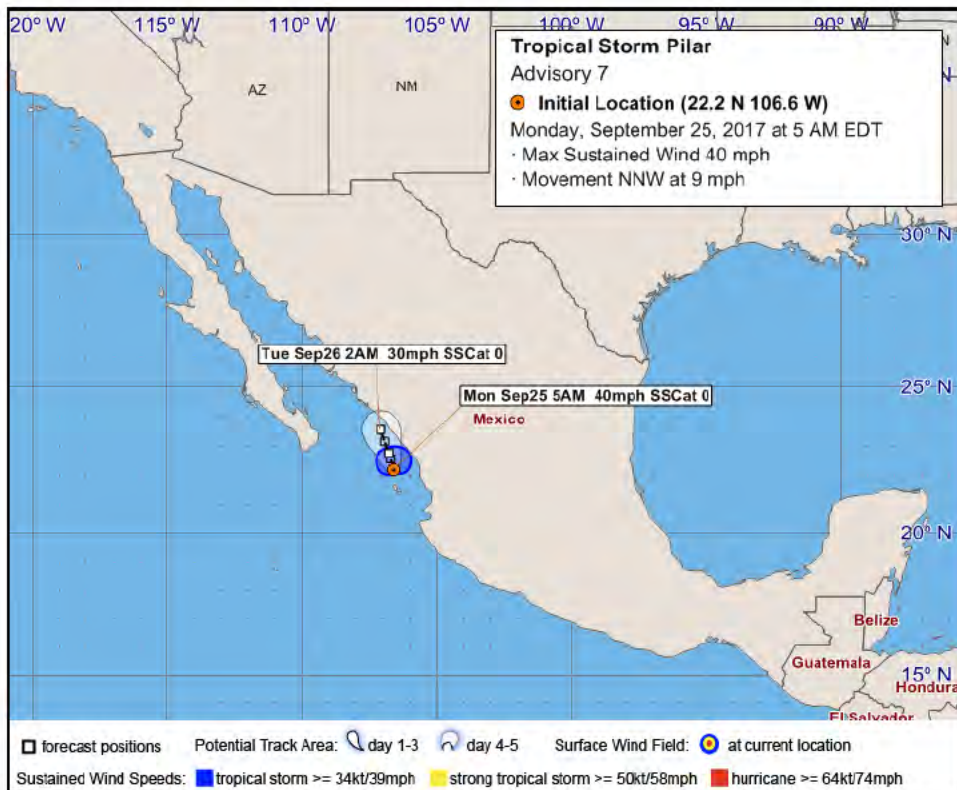 20° W 115° W 110° W 105° W 100° W 95° W 90° W
Tropical Storm Pilar
Advisory 7
Initial Location (22.2 N 106.6 W)
Monday, September 25, 2017 at 5 AM EDT
· Max Sustained Wind 40 mph
· Movement NNW at 9 mph
AZ
NM
30° N
Tue Sep26 2AM 30mph SSCat 0
25° N
Mon Sep25 5AM 40mph SSCat 0
Mexico
20° N
Belize
Guatemala
15° N
Hondura
El Salvador
forecast positions Potential Track Area: day 1-3 day 4-5 Surface Wind Field: at current location
Sustained Wind Speeds: tropical storm >= 34kt/39mph strong tropical storm >= 50kt/58mph hurricane >= 64kt/74mph